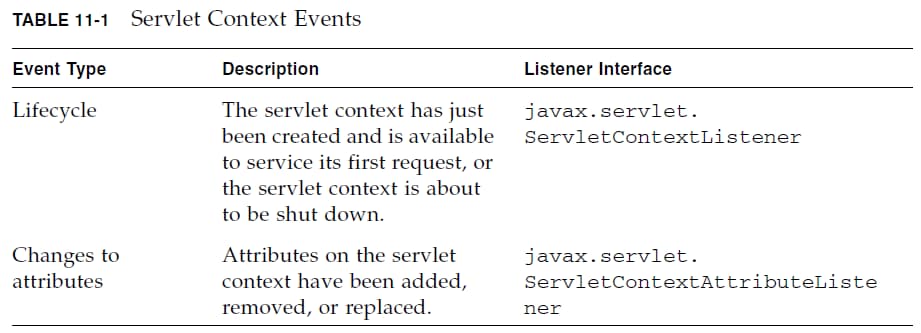 TABLE 11-1 Servlet Context Events
Event Type Description Listener Interface
Lifecycle The servlet context has just javax.servlet.
been created and is available ServletContextListener
to service its first request, or
the servlet context is about
to be shut down.
Changes to Attributes on the servlet javax.servlet.
attributes context have been added, ServletContextAttributeListe
removed, or replaced. ner